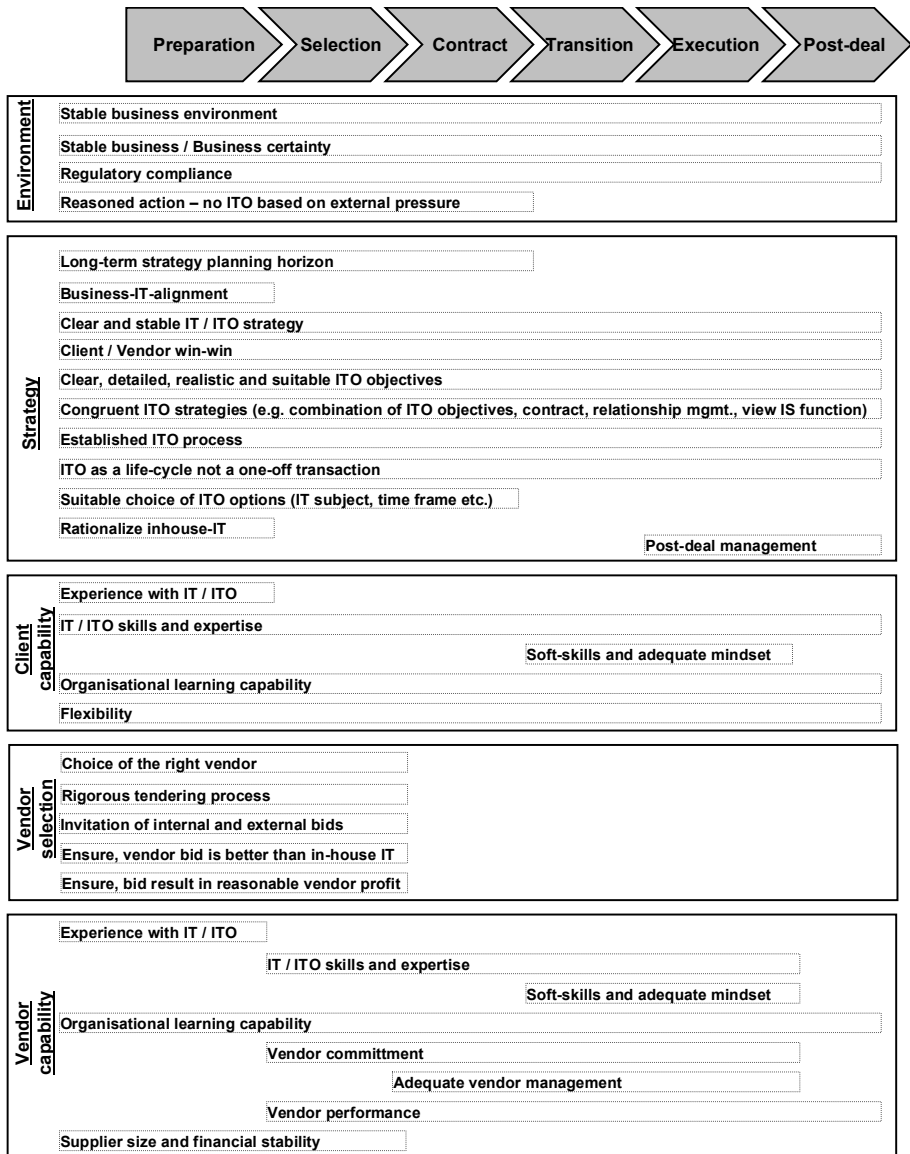 Preparation Selection Contract Transition Execution Post-deal
Environment
Stable business environment
Stable business / Business certainty
Regulatory compliance
Reasoned action – no ITO based on external pressure
Strategy
Long-term strategy planning horizon
Business-IT-alignment
Clear and stable IT / ITO strategy
Client / Vendor win-win
Clear, detailed, realistic and suitable ITO objectives
Congruent ITO strategies (e.g. combination of ITO objectives, contract, relationship mgmt., view IS function)
Established ITO process
ITO as a life-cycle not a one-off transaction
Suitable choice of ITO options (IT subject, time frame etc.)
Rationalize inhouse-IT
Post-deal management
Client
capability
Experience with IT / ITO
IT / ITO skills and expertise
Soft-skills and adequate mindset
Organisational learning capability
Flexibility
Vendor
selection
Choice of the right vendor
Rigorous tendering process
Invitation of internal and external bids
Ensure, vendor bid is better than in-house IT
Ensure, bid result in reasonable vendor profit
Vendor
capability
Experience with IT / ITO
IT / ITO skills and expertise
Soft-skills and adequate mindset
Organisational learning capability
Vendor committment
Adequate vendor management
Vendor performance
Supplier size and financial stability